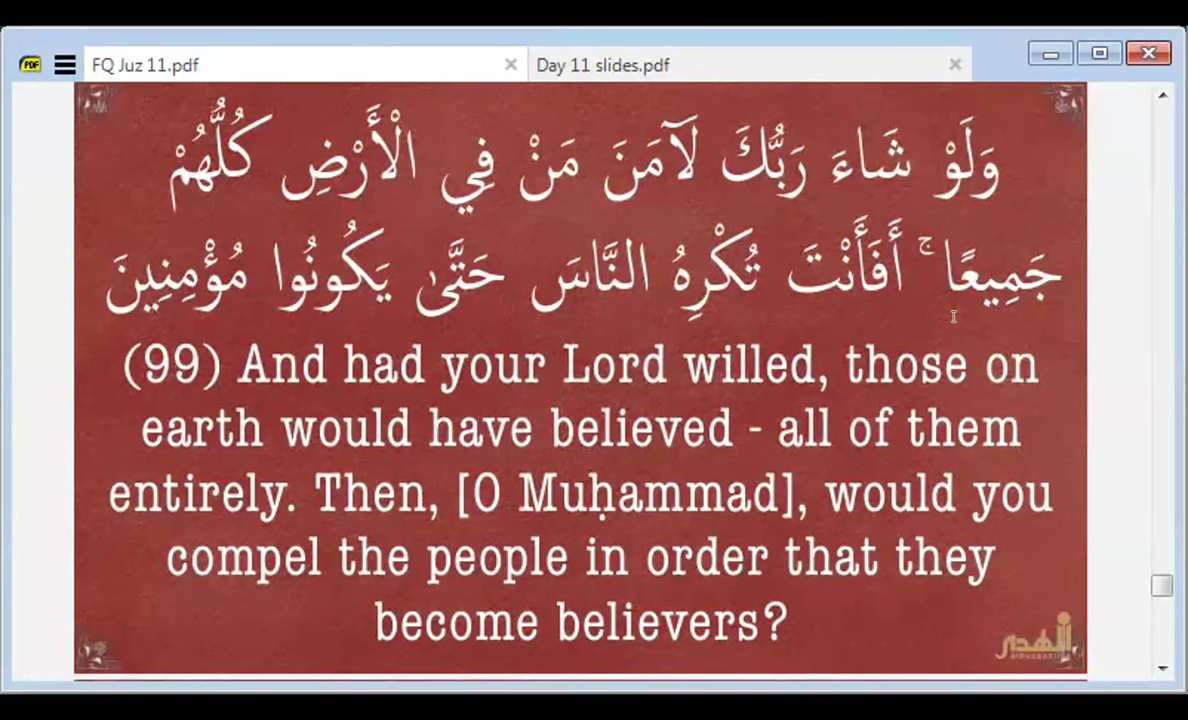 FQ Juz 11.pdf
Day 11 slides.pdf
وَلَوْ شَاءَ رَبُّكَ لَآمَنَ مَنْ فِي الْأَرْضِ كُلُّهُمْ
جَمِيعًا ۚ أَفَأَنْتَ تُكْرِهُ النَّاسَ حَتَّىٰ يَكُونُوا مُؤْمِنِينَ
(99) And had your Lord willed, those on
earth would have believed - all of them
entirely. Then, [O Muḥammad], would you
compel the people in order that they
become believers?
الهدى